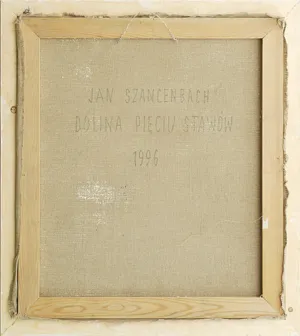 JAN SZANCENBACH
DOLINA PIĘCIU STAWÓW
1996